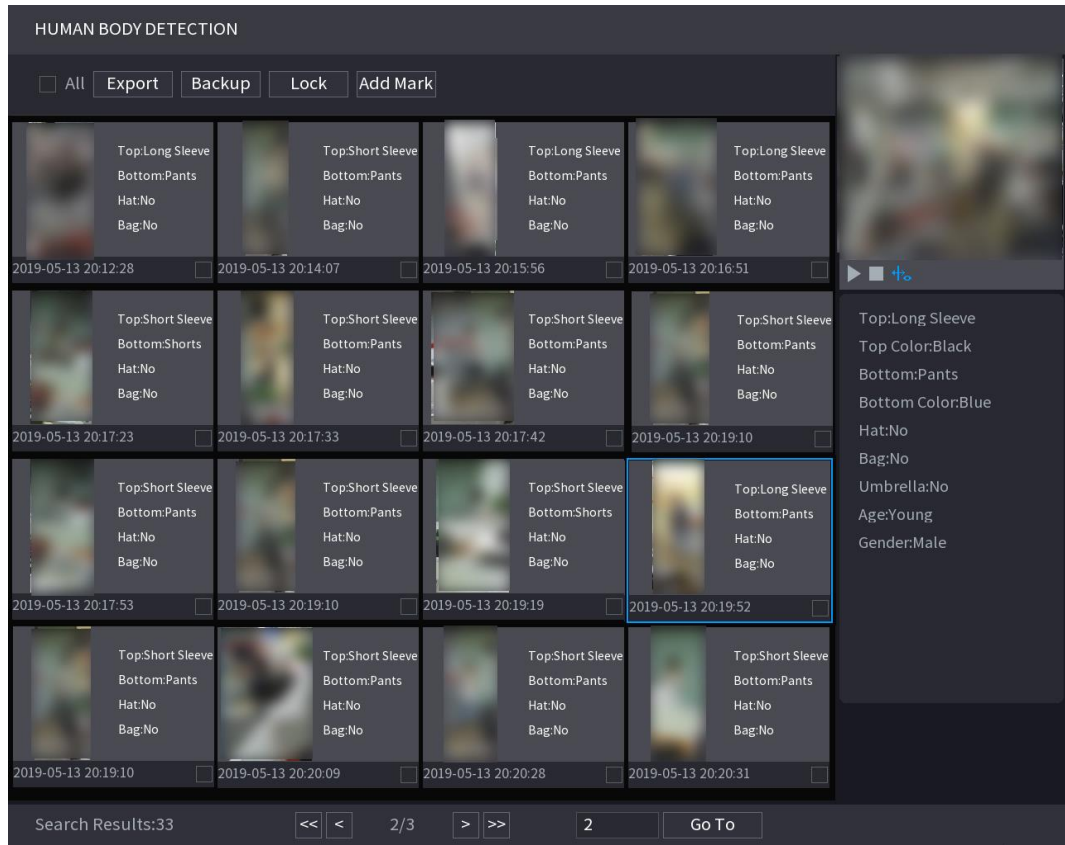 HUMAN BODY DETECTION
All Export Backup Lock Add Mark
Top:Long Sleeve
Bottom:Pants
Hat:No
Bag:No
2019-05-13 20:12:28
Top:Short Sleeve
Bottom:Pants
Hat:No
Bag:No
2019-05-13 20:14:07
Top:Long Sleeve
Bottom:Pants
Hat:No
Bag:No
2019-05-13 20:15:56
Top:Long Sleeve
Bottom:Pants
Hat:No
Bag:No
2019-05-13 20:16:51
Top:Short Sleeve
Bottom:Shorts
Hat:No
Bag:No
2019-05-13 20:17:23
Top:Short Sleeve
Bottom:Pants
Hat:No
Bag:No
2019-05-13 20:17:33
Top:Short Sleeve
Bottom:Pants
Hat:No
Bag:No
2019-05-13 20:17:42
Top:Short Sleeve
Bottom:Pants
Hat:No
Bag:No
2019-05-13 20:19:10
Top:Short Sleeve
Bottom:Pants
Hat:No
Bag:No
2019-05-13 20:17:53
Top:Short Sleeve
Bottom:Pants
Hat:No
Bag:No
2019-05-13 20:19:10
Top:Short Sleeve
Bottom:Shorts
Hat:No
Bag:No
2019-05-13 20:19:19
Top:Long Sleeve
Bottom:Pants
Hat:No
Bag:No
2019-05-13 20:19:52
Top:Short Sleeve
Bottom:Pants
Hat:No
Bag:No
2019-05-13 20:19:10
Top:Short Sleeve
Bottom:Pants
Hat:No
Bag:No
2019-05-13 20:20:09
Top:Short Sleeve
Bottom:Pants
Hat:No
Bag:No
2019-05-13 20:20:28
Top:Short Sleeve
Bottom:Pants
Hat:No
Bag:No
2019-05-13 20:20:31
Top:Long Sleeve
Top Color:Black
Bottom:Pants
Bottom Color:Blue
Hat:No
Bag:No
Umbrella:No
Age:Young
Gender:Male
Search Results:33 << < 2/3 > >> 2 Go To